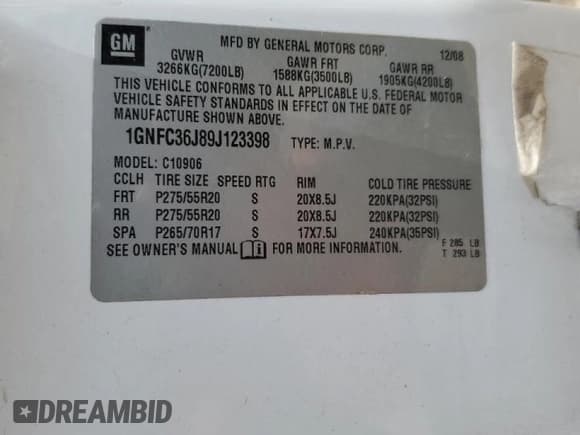 GM
MFD BY GENERAL MOTORS CORP. 12/08
GVWR GAWR FRT GAWR RR
3266KG(7200LB) 1588KG(3500LB) 1905KG(4200LB)
THIS VEHICLE CONFORMS TO ALL APPLICABLE U.S. FEDERAL MOTOR
VEHICLE SAFETY STANDARDS IN EFFECT ON THE DATE OF
MANUFACTURE SHOWN ABOVE.
1GNFC36J89J123398 TYPE: M.P.V.
MODEL: C10906
CCLH TIRE SIZE SPEED RTG RIM COLD TIRE PRESSURE
FRT P275/55R20 S 20X8.5J 220KPA(32PSI)
RR P275/55R20 S 20X8.5J 220KPA(32PSI)
SPA P265/70R17 S 17X7.5J 240KPA(35PSI)
SEE OWNER'S MANUAL FOR MORE INFORMATION.
F 285 LB
T 293 LB
DREAMBID